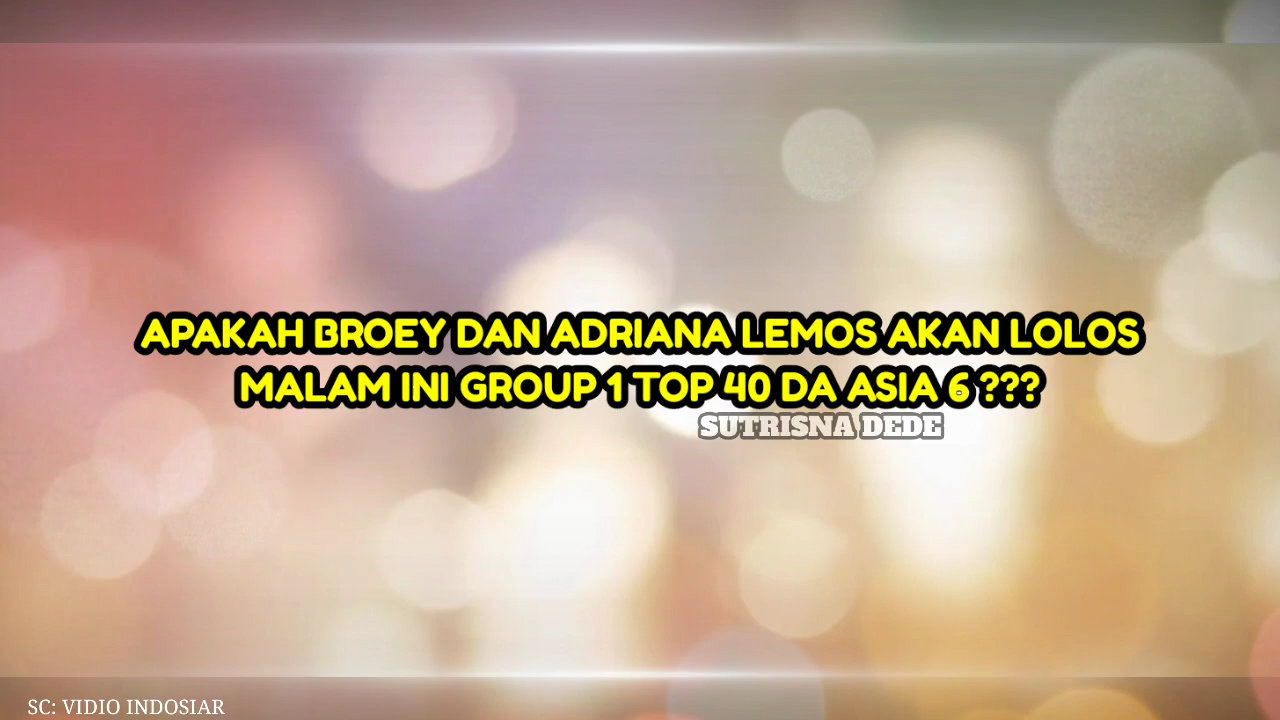 APAKAH BROEY DAN ADRIANA LEMOS AKAN LOLOS
MALAM INI GROUP 1 TOP 40 DA ASIA 6 ???
SUTRISNA DEDE
SC: VIDIO INDOSIAR